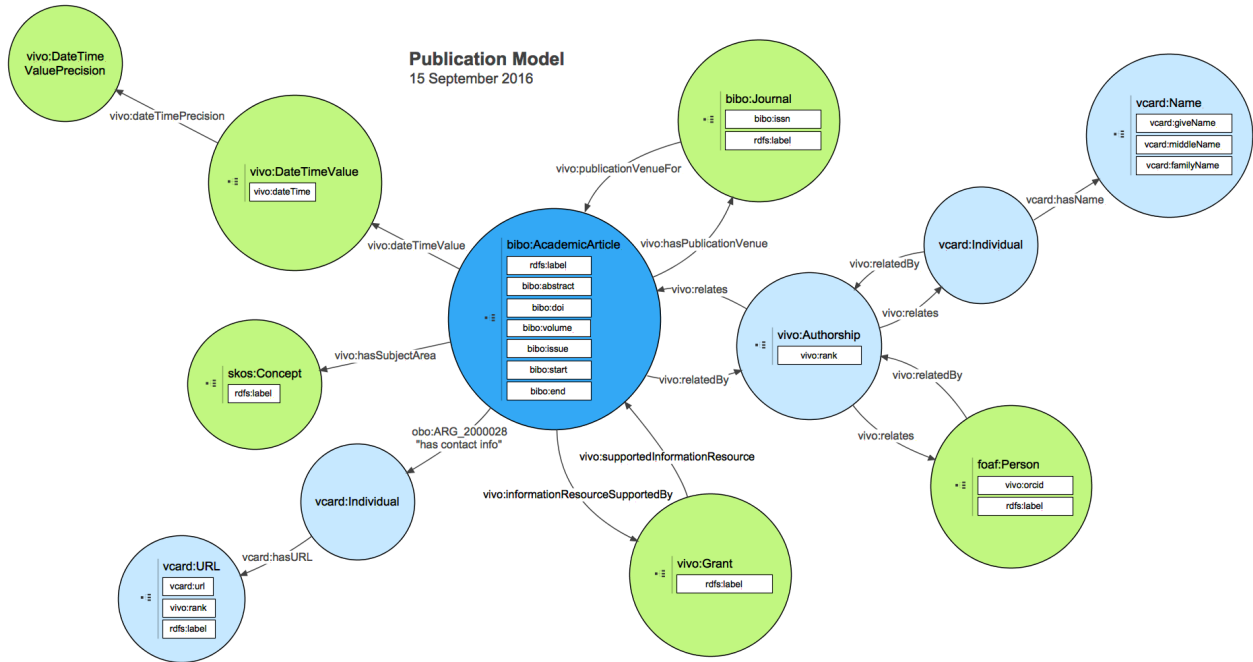 Publication Model
15 September 2016
vivo:DateTime
ValuePrecision
vivo:dateTimePrecision
vivo:DateTimeValue
vivo:dateTime
vivo:dateTimeValue
bibo:Journal
bibo:issn
rdfs:label
vivo:publicationVenueFor
vivo:hasPublicationVenue
vcard:Name
vcard:giveName
vcard:middleName
vcard:familyName
vcard:hasName
vcard:Individual
vivo:relatedBy
vivo:relates
bibo:AcademicArticle
rdfs:label
bibo:abstract
bibo:doi
bibo:volume
bibo:issue
bibo:start
bibo:end
vivo:relates
vivo:relatedBy
vivo:Authorship
vivo:rank
vivo:relatedBy
vivo:relates
foaf:Person
vivo:orcid
rdfs:label
vivo:hasSubjectArea
skos:Concept
rdfs:label
obo:ARG_2000028
"has contact info"
vcard:Individual
vcard:hasURL
vcard:URL
vcard:url
vivo:rank
rdfs:label
vivo:supportedInformationResource
vivo:informationResourceSupportedBy
vivo:Grant
rdfs:label